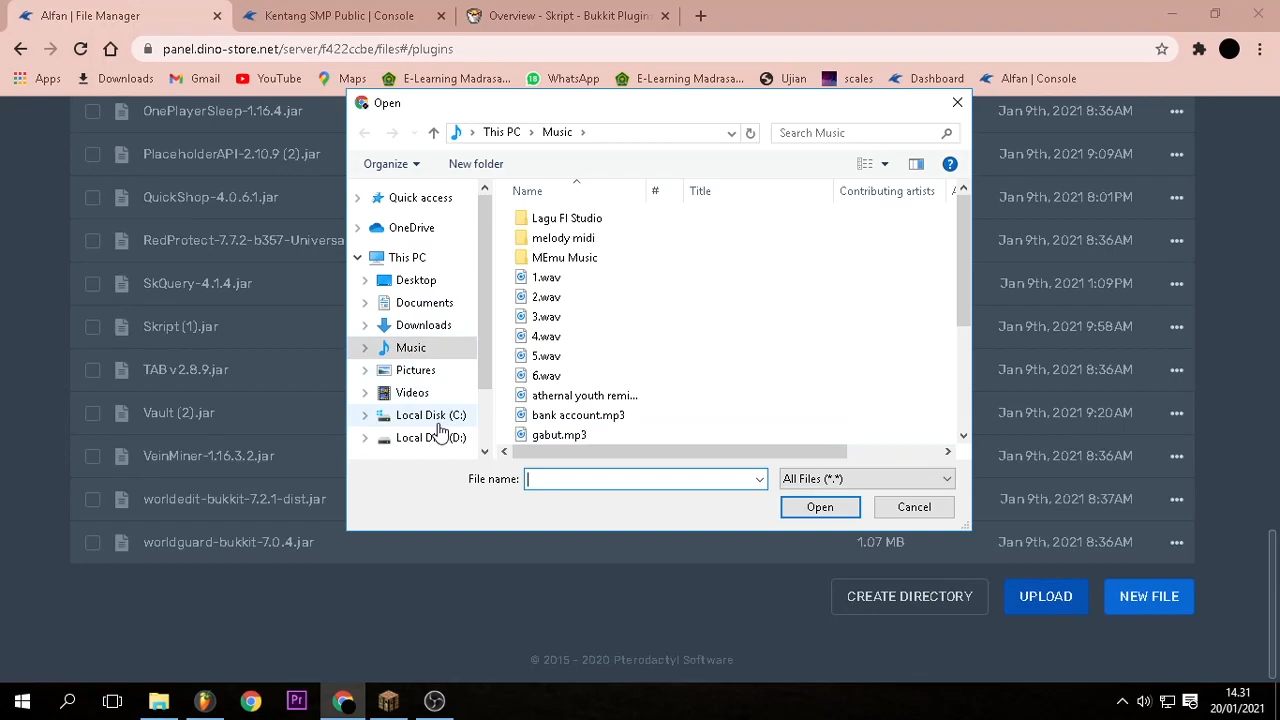 Alfan | File Manager
Kentang SMP Public | Console
Overview - Skript - Bukkit Plugins
panel.dino-store.net/server/f422ccbe/files#/plugins
Apps
Downloads
Gmail
YouTube
Maps
E-Learning Madrasa...
WhatsApp
E-Learning Madrasa...
Ujian
scales
Dashboard
Alfan | Console
OnePlayerSleep-1.16.4.jar
Jan 9th, 2021 8:36AM
PlaceholderAPI-2.10.9 (2).jar
Jan 9th, 2021 9:09AM
QuickShop-4.0.6.1.jar
Jan 9th, 2021 8:01PM
RedProtect-7.7.2-b357-Universa
Jan 9th, 2021 8:36AM
SkQuery-4.1.4.jar
Jan 9th, 2021 1:09PM
Skript (1).jar
Jan 9th, 2021 9:58AM
TAB v2.8.9.jar
Jan 9th, 2021 8:36AM
Vault (2).jar
Jan 9th, 2021 9:20AM
VeinMiner-1.16.3.2.jar
Jan 9th, 2021 8:36AM
worldedit-bukkit-7.2.1-dist.jar
Jan 9th, 2021 8:37AM
worldguard-bukkit-7.0.4.jar
1.07 MB
Jan 9th, 2021 8:36AM
Open
This PC
Music
Search Music
Organize
New folder
Quick access
OneDrive
This PC
Desktop
Documents
Downloads
Music
Pictures
Videos
Local Disk (C:)
Local Disk (D:)
Name
#
Title
Contributing artists
A
Lagu Fl Studio
melody midi
MEmu Music
1.wav
2.wav
3.wav
4.wav
5.wav
6.wav
athernal youth remi...
bank account.mp3
gabut.mp3
File name:
All Files (*.*)
Open
Cancel
CREATE DIRECTORY
UPLOAD
NEW FILE
© 2015 - 2020 Pterodactyl Software
Pr
14.31
20/01/2021